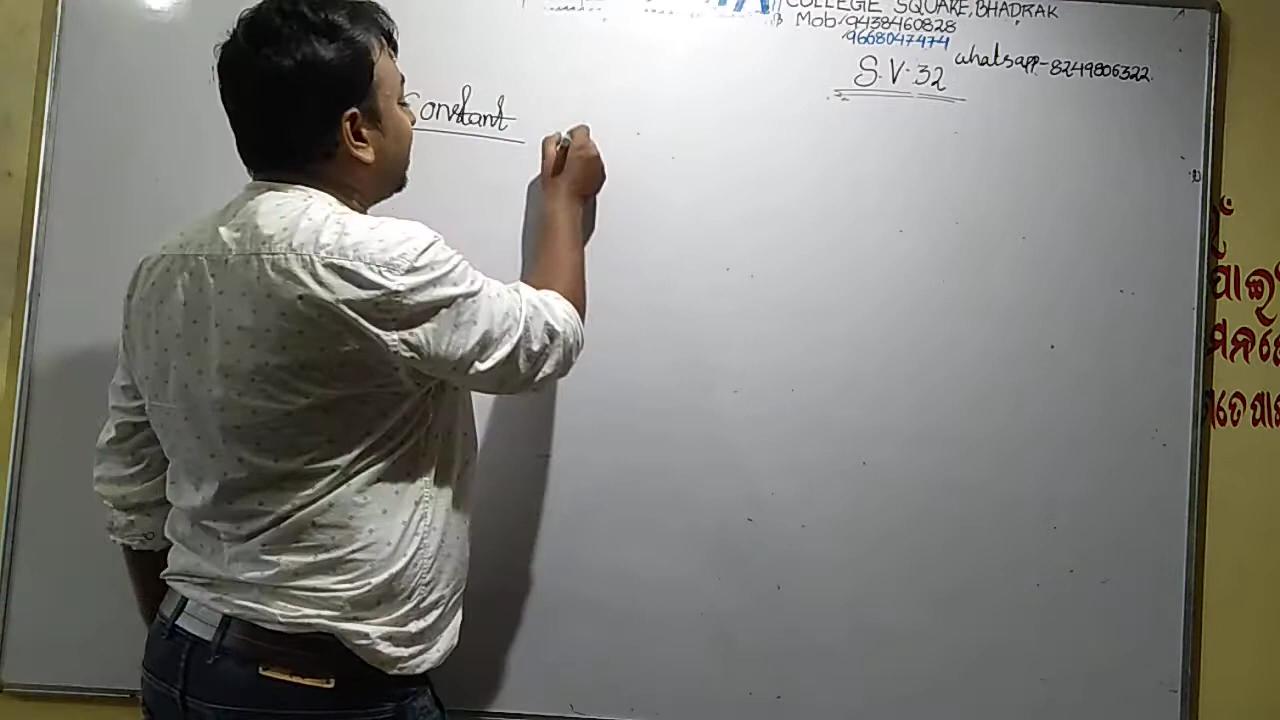 COLLEGE SQUARE, BHADRAK
Mob/9438460828
9668047474
whatsapp-8249806322
S.V.32
Constant
ପାଇଁ